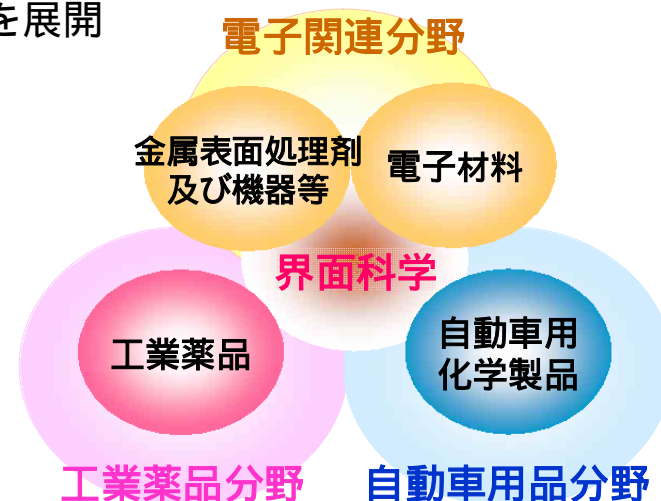 を展開
電子関連分野
金属表面処理剤
及び機器等
電子材料
界面科学
工業薬品
自動車用
化学製品
工業薬品分野
自動車用品分野